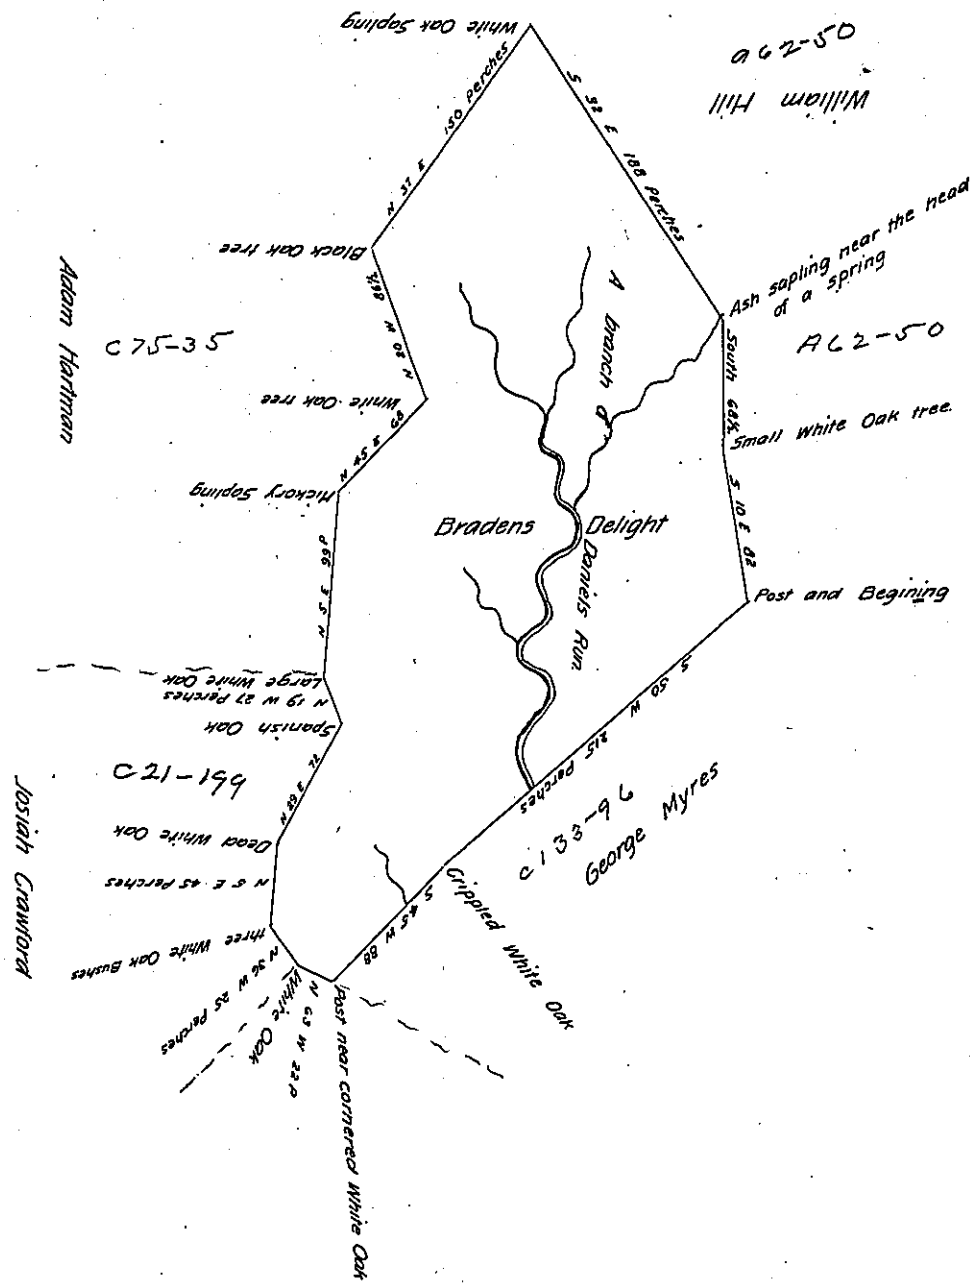 White Oak Sapling
S 32 E 188 Perches
a62-50
William Hill
Ash sapling near the head
of a spring
South 68½
A62-50
Small White Oak tree.
S 10 E 82
Post and Begining
S 50 W 215 Perches
C133-96
George Myres
Crippled White Oak
S 45 W 88
Post near cornered White Oak
N 63 W 22 P
White Oak
N 36 W 25 Perches
three White Oak Bushes
N 5 E 45 Perches
Dead White Oak
72
Spanish Oak
N 19 W 27 Perches
Large White Oak
N 5 E 99 P
Hickory Sapling
N 45 E 68
White Oak tree
N 20 W 86½
Black Oak tree
N 37 E 150 perches
Adam Hartman
C75-35
Josiah Crawford
C21-199
A branch of
Daniels Run
Bradens Delight